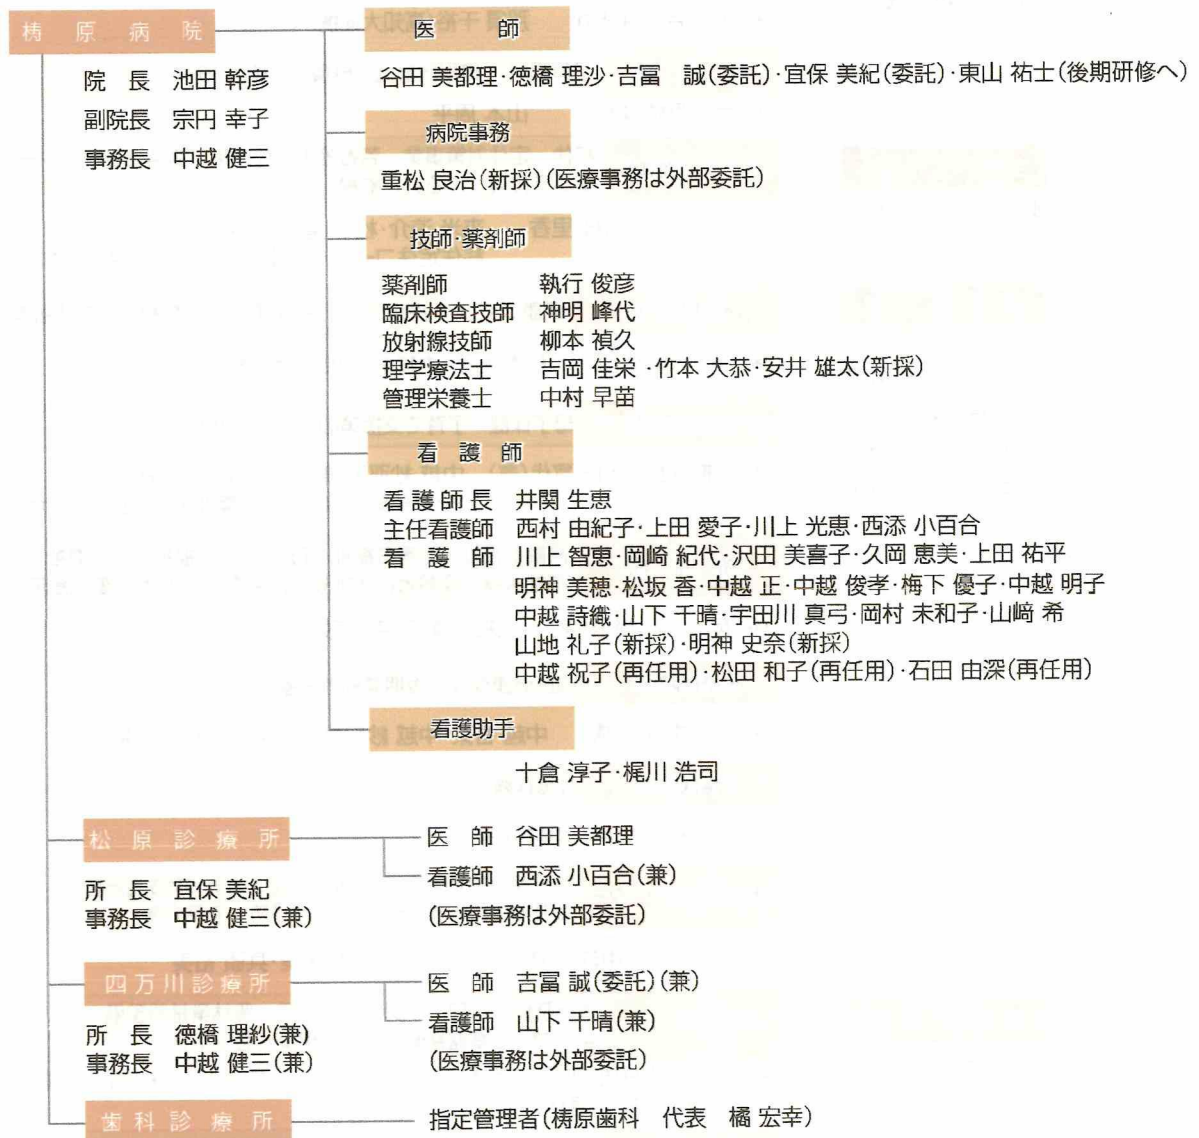 梼原病院
院長 池田 幹彦
副院長 宗円 幸子
事務長 中越 健三
医師
谷田 美都理・徳橋 理沙・吉冨 誠(委託)・宜保 美紀(委託)・東山 祐士(後期研修へ)
病院事務
重松 良治(新採)(医療事務は外部委託)
技師・薬剤師
薬剤師 執行 俊彦
臨床検査技師 神明 峰代
放射線技師 柳本 禎久
理学療法士 吉岡 佳栄・竹本 大恭・安井 雄太(新採)
管理栄養士 中村 早苗
看護師
看護師長 井関 生恵
主任看護師 西村 由紀子・上田 愛子・川上 光恵・西添 小百合
看護師 川上 智恵・岡崎 紀代・沢田 美喜子・久岡 恵美・上田 祐平
明神 美穂・松坂 香・中越 正・中越 俊孝・梅下 優子・中越 明子
中越 詩織・山下 千晴・宇田川 真弓・岡村 未和子・山﨑 希
山地 礼子(新採)・明神 史奈(新採)
中越 祝子(再任用)・松田 和子(再任用)・石田 由深(再任用)
看護助手
十倉 淳子・梶川 浩司
松原診療所
所長 宜保 美紀
事務長 中越 健三(兼)
医師 谷田 美都理
看護師 西添 小百合(兼)
(医療事務は外部委託)
四万川診療所
所長 徳橋 理紗(兼)
事務長 中越 健三(兼)
医師 吉冨 誠(委託)(兼)
看護師 山下 千晴(兼)
(医療事務は外部委託)
歯科診療所
指定管理者(梼原歯科 代表 橘 宏幸)